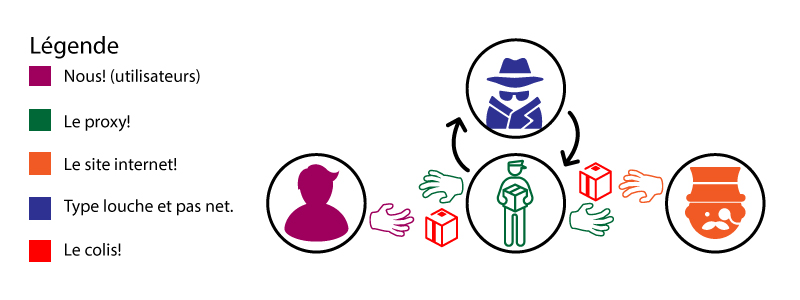 Légende
Nous! (utilisateurs)
Le proxy!
Le site internet!
Type louche et pas net.
Le colis!